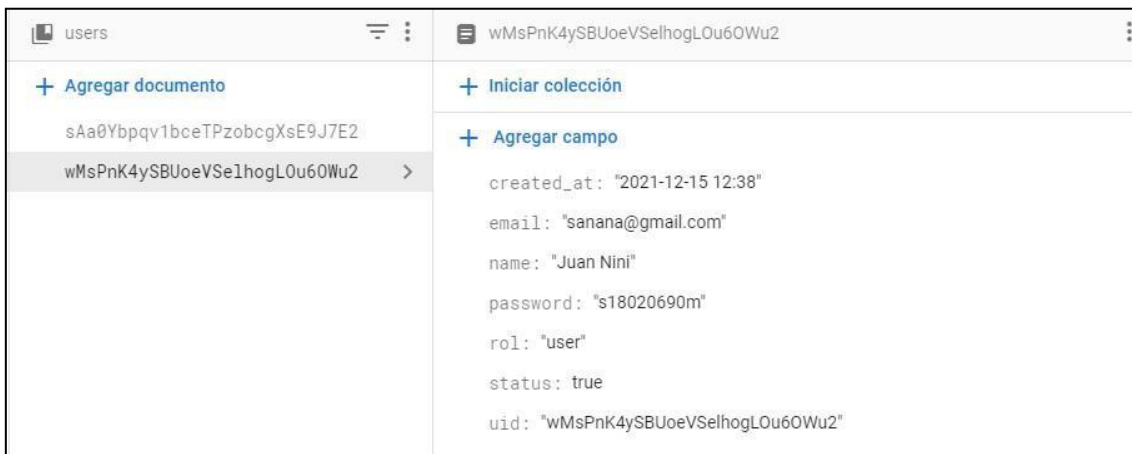 users
+ Agregar documento
sAa0Ybpqv1bceTPzobcgXsE9J7E2
wMsPnK4ySBUoeVSelhogLOu6OWu2
wMsPnK4ySBUoeVSelhogLOu6OWu2
+ Iniciar colección
+ Agregar campo
created_at: "2021-12-15 12:38"
email: "sanana@gmail.com"
name: "Juan Nini"
password: "s18020690m"
rol: "user"
status: true
uid: "wMsPnK4ySBUoeVSelhogLOu6OWu2"